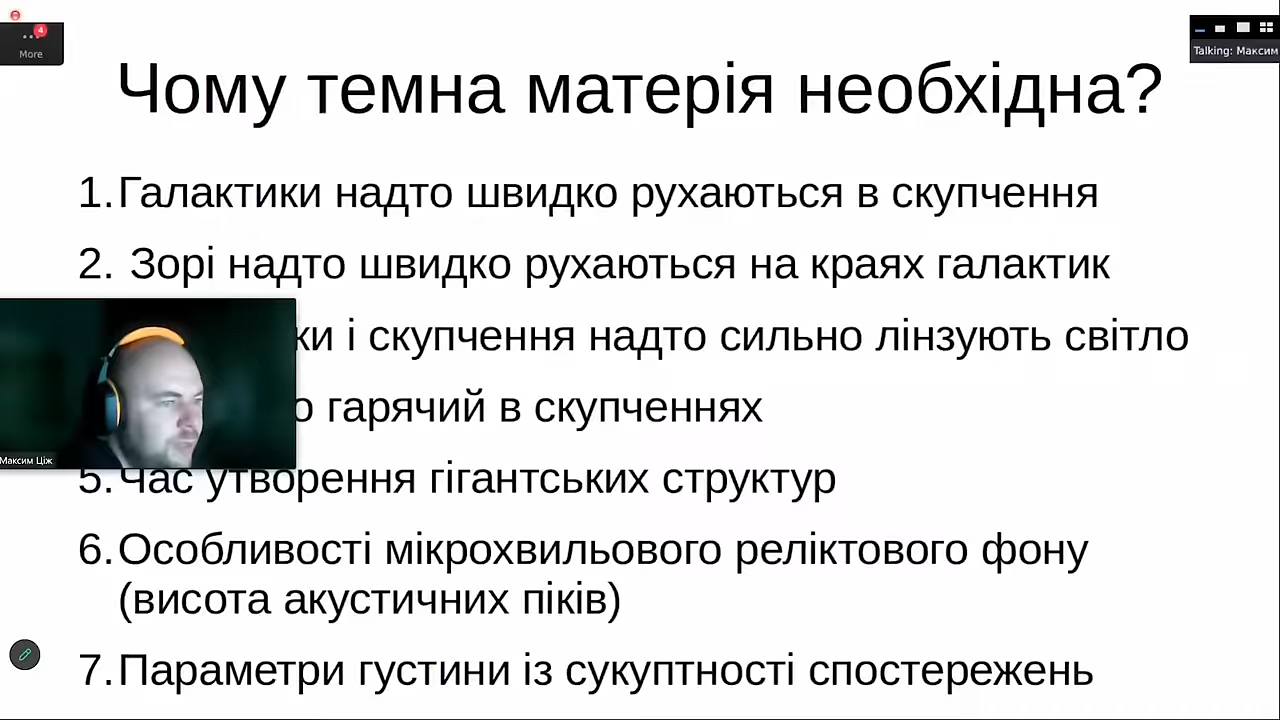 4
More
Talking: Максим
Чому темна матерія необхідна?
1. Галактики надто швидко рухаються в скупчення
2. Зорі надто швидко рухаються на краях галактик
і скупчення надто сильно лінзують світло
гарячий в скупченнях
Максим Ціж
5. Час утворення гігантських структур
6. Особливості мікрохвильового реліктового фону
(висота акустичних піків)
7. Параметри густини із сукуптності спостережень